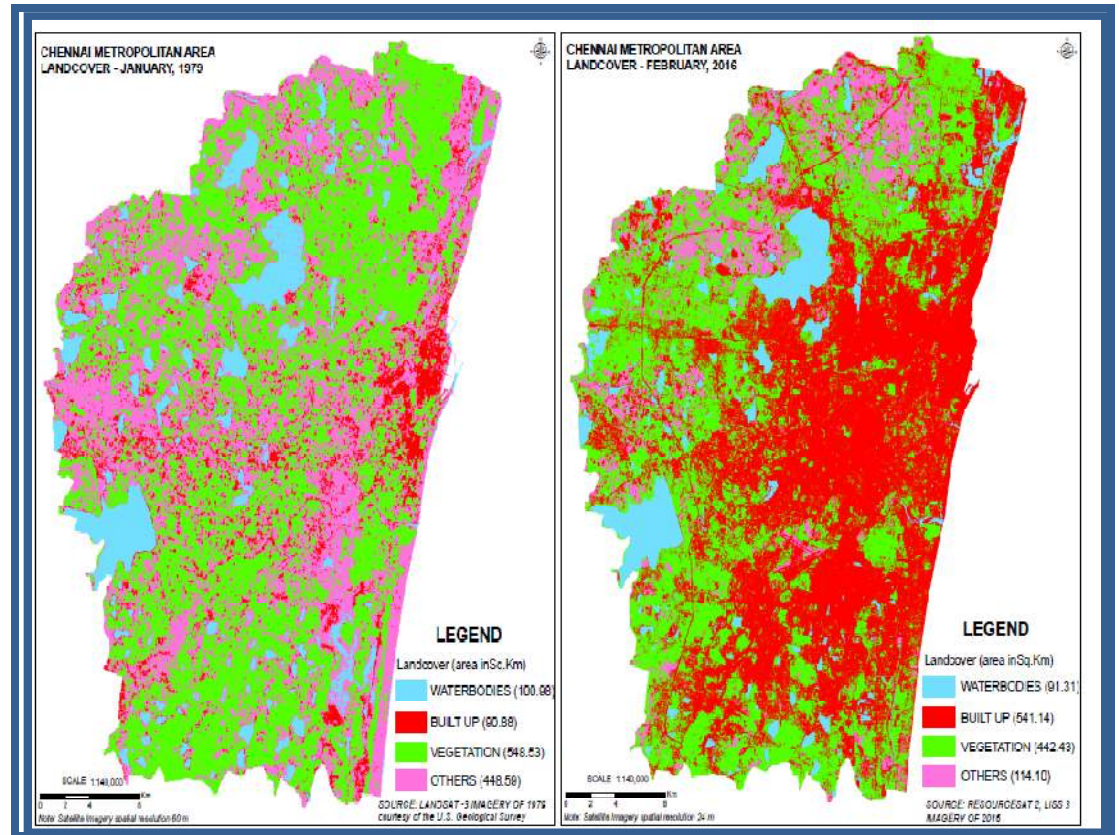 CHENNAI METROPOLITAN AREA
LANDCOVER - JANUARY, 1979
LEGEND
Landcover (area inSq.Km)
WATERBODIES (100.98)
BUILT UP (90.88)
VEGETATION (548.53)
OTHERS (448.59)
SCALE 1:140,000
Km
0 2 4 8
Note: Satellite Imagery spatial resolution 60 m
SOURCE: LANDSAT -3 IMAGERY OF 1979
courtesy of the U.S. Geological Survey
CHENNAI METROPOLITAN AREA
LANDCOVER - FEBRUARY, 2016
LEGEND
Landcover (area inSq.Km)
WATERBODIES (91.31)
BUILT UP (541.14)
VEGETATION (442.43)
OTHERS (114.10)
SCALE 1:140,000
Km
0 2 4 8
Note: Satellite Imagery spatial resolution 24 m
SOURCE: RESOURCESAT 2, LISS 3
IMAGERY OF 2016